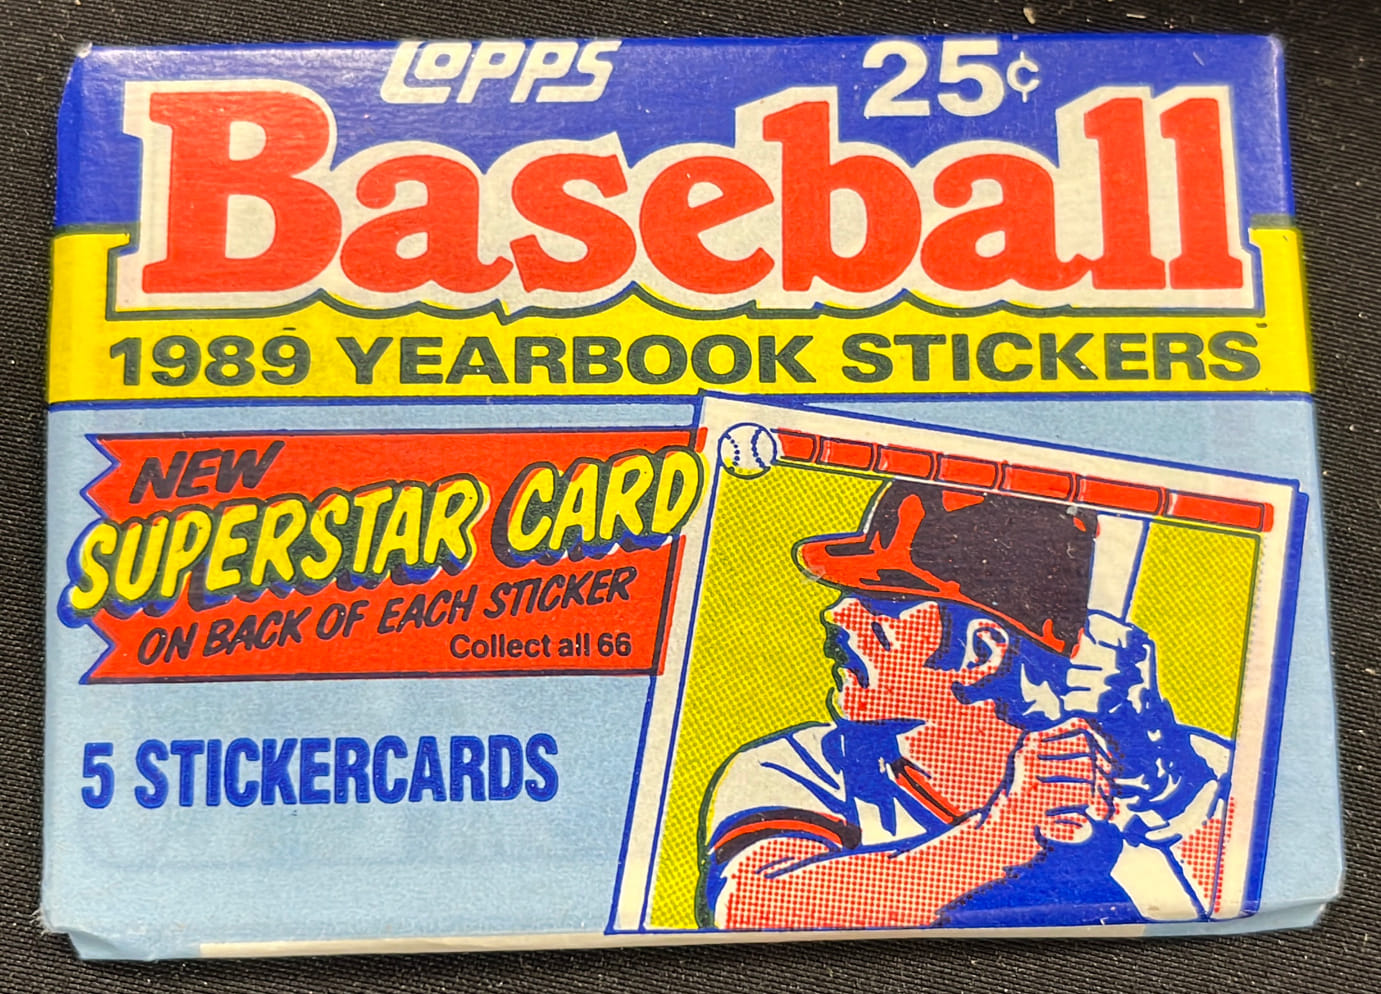 Topps
25¢
Baseball
1989 YEARBOOK STICKERS
NEW
SUPERSTAR CARD
ON BACK OF EACH STICKER
Collect all 66
5 STICKERCARDS